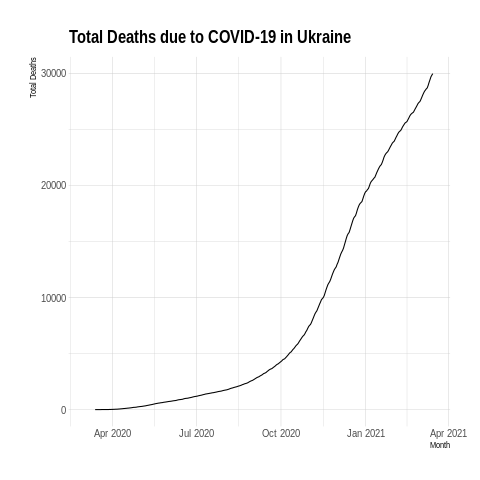 Total Deaths due to COVID-19 in Ukraine
Total Deaths
30000
20000
10000
0
Apr 2020 Jul 2020 Oct 2020 Jan 2021 Apr 2021
Month